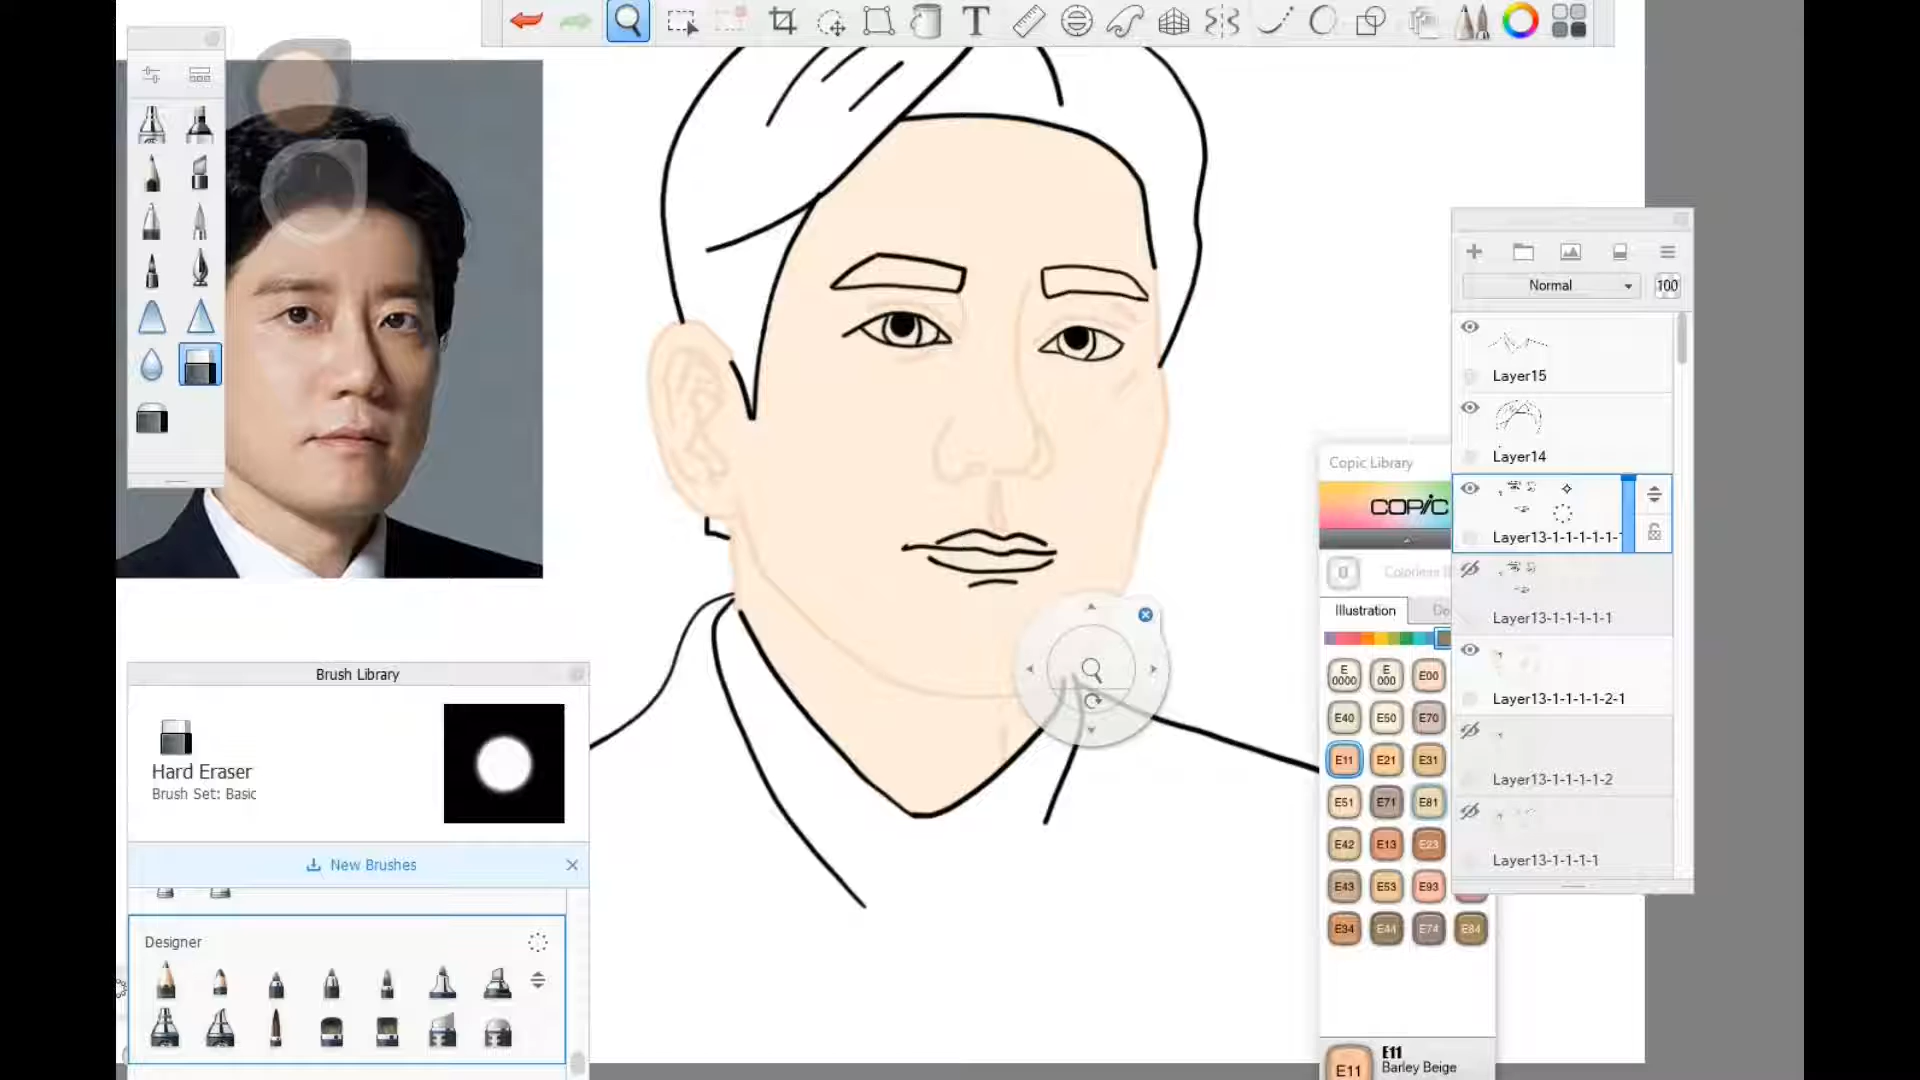 T
Normal
100
Layer15
Layer14
Layer13-1-1-1-1-1-
Layer13-1-1-1-1-1
Layer13-1-1-1-1-2-1
Layer13-1-1-1-1-2
Layer13-1-1-1-1
Copic Library
COPIC
0
Illustration
E
0000
E
000
E00
E40
E50
E70
E11
E21
E31
E51
E71
E81
E42
E13
E23
E43
E53
E93
E34
E44
E74
E84
E11
E11
Barley Beige
Brush Library
Hard Eraser
Brush Set: Basic
New Brushes
Designer